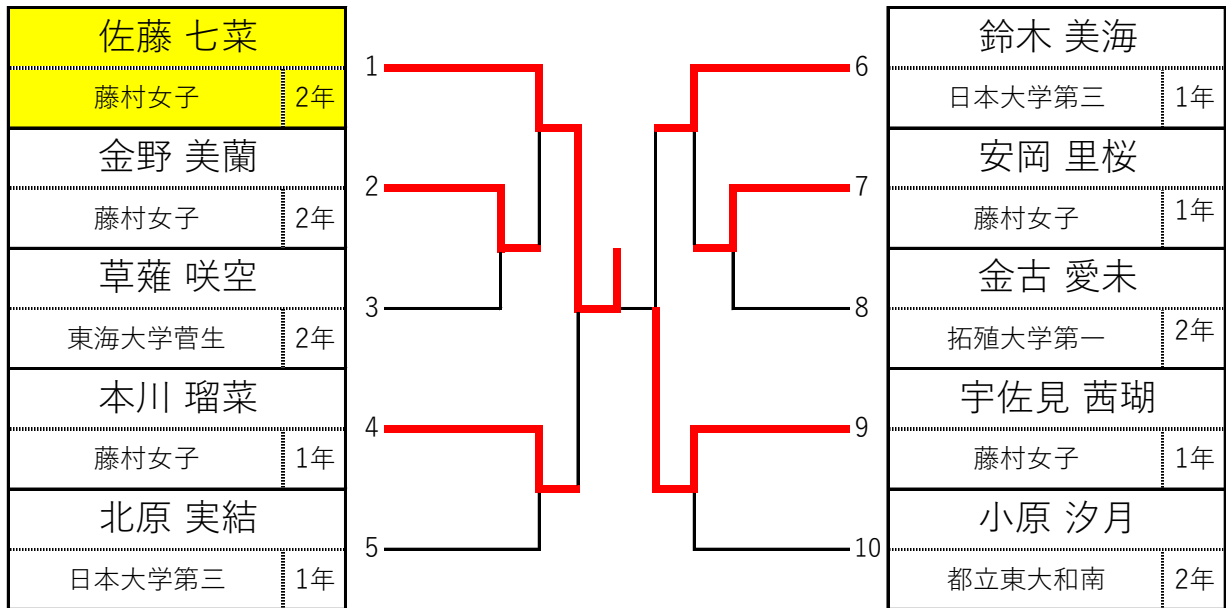 佐藤 七菜
藤村女子 2年
1
金野 美蘭
藤村女子 2年
2
草薙 咲空
東海大学菅生 2年
3
本川 瑠菜
藤村女子 1年
4
北原 実結
日本大学第三 1年
5
鈴木 美海
6
日本大学第三 1年
安岡 里桜
7
藤村女子 1年
金古 愛未
8
拓殖大学第一 2年
宇佐見 茜瑚
9
藤村女子 1年
小原 汐月
10
都立東大和南 2年